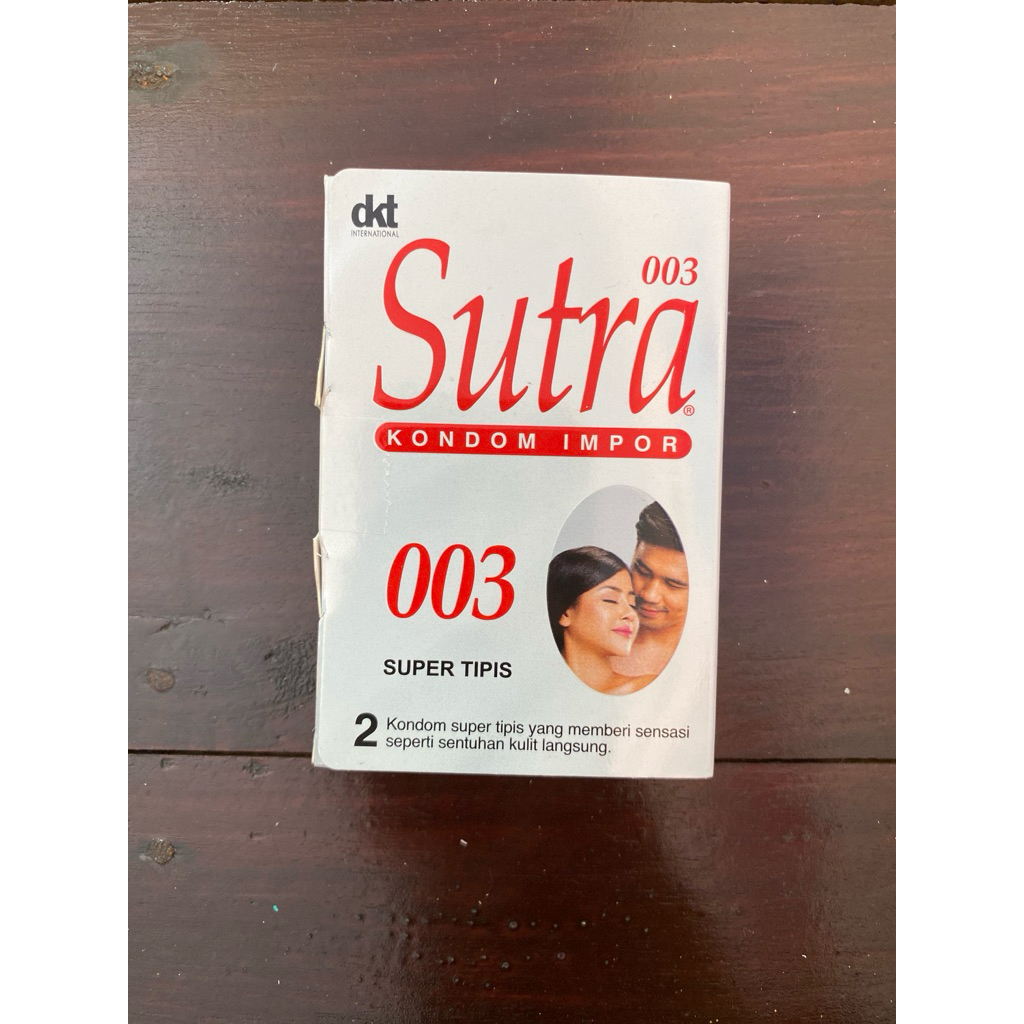 dkt
INTERNATIONAL
003
Sutra®
KONDOM IMPOR
003
SUPER TIPIS
2 Kondom super tipis yang memberi sensasi
seperti sentuhan kulit langsung.